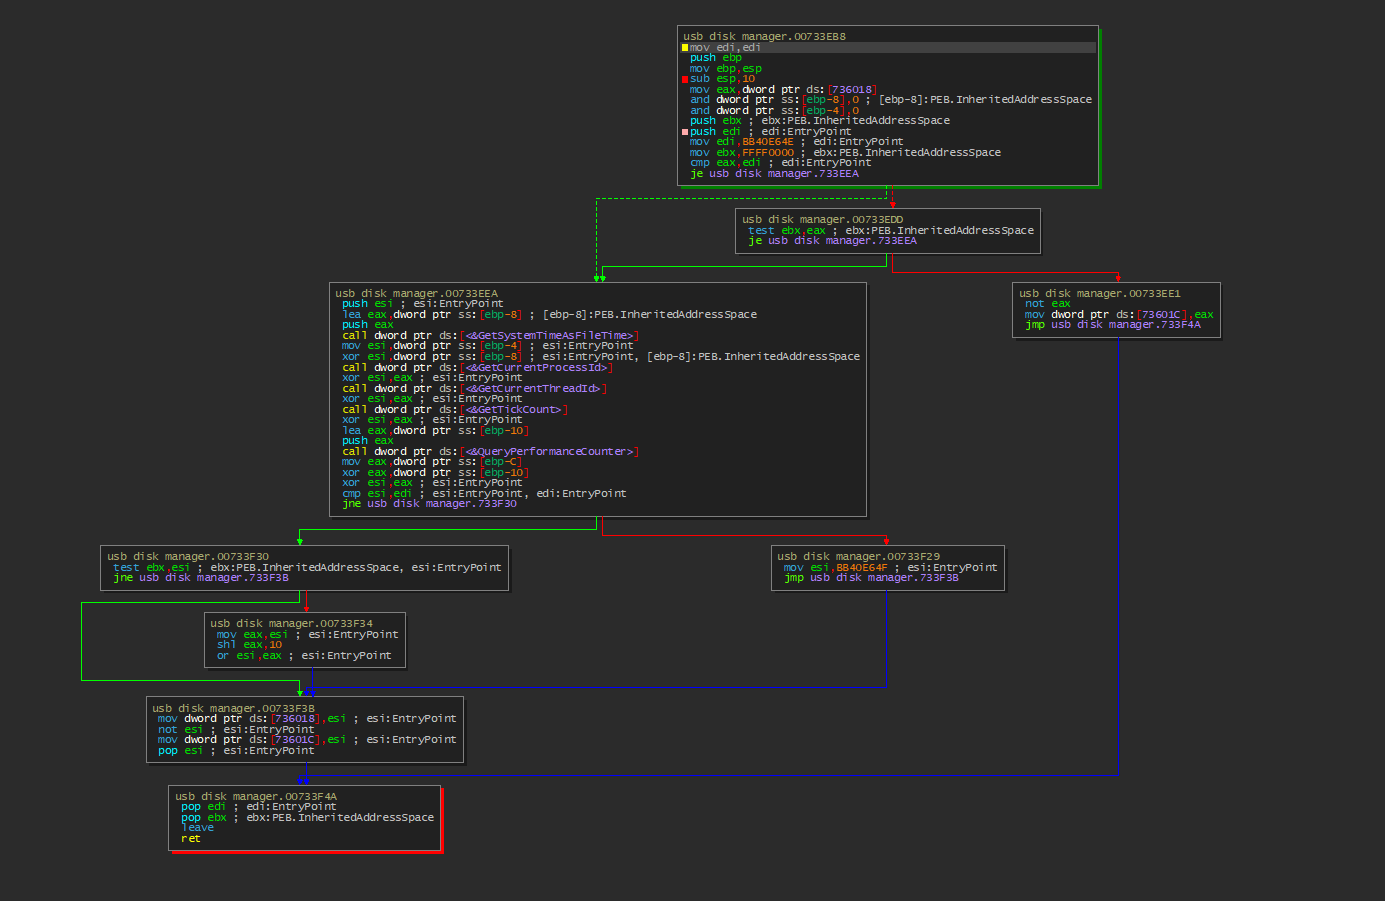 usb disk manager.00733EB8
mov edi,edi
push ebp
mov ebp,esp
sub esp,10
mov eax,dword ptr ds:[736018]
and dword ptr ss:[ebp-8],0 ; [ebp-8]:PEB.InheritedAddressSpace
and dword ptr ss:[ebp-4],0
push ebx ; ebx:PEB.InheritedAddressSpace
push edi ; edi:EntryPoint
mov edi,BB40E64E ; edi:EntryPoint
mov ebx,FFFF0000 ; ebx:PEB.InheritedAddressSpace
cmp eax,edi ; edi:EntryPoint
je usb disk manager.733EEA
usb disk manager.00733EDD
test ebx,eax ; ebx:PEB.InheritedAddressSpace
je usb disk manager.733EEA
usb disk manager.00733EEA
push esi ; esi:EntryPoint
lea eax,dword ptr ss:[ebp-8] ; [ebp-8]:PEB.InheritedAddressSpace
push eax
call dword ptr ds:[<&GetSystemTimeAsFileTime>]
mov esi,dword ptr ss:[ebp-4] ; esi:EntryPoint
xor esi,dword ptr ss:[ebp-8] ; esi:EntryPoint, [ebp-8]:PEB.InheritedAddressSpace
call dword ptr ds:[<&GetCurrentProcessId>]
xor esi,eax ; esi:EntryPoint
call dword ptr ds:[<&GetCurrentThreadId>]
xor esi,eax ; esi:EntryPoint
call dword ptr ds:[<&GetTickCount>]
xor esi,eax ; esi:EntryPoint
lea eax,dword ptr ss:[ebp-10]
push eax
call dword ptr ds:[<&QueryPerformanceCounter>]
mov eax,dword ptr ss:[ebp-C]
xor eax,dword ptr ss:[ebp-10]
xor esi,eax ; esi:EntryPoint
cmp esi,edi ; esi:EntryPoint, edi:EntryPoint
jne usb disk manager.733F30
usb disk manager.00733EE1
not eax
mov dword ptr ds:[73601C],eax
jmp usb disk manager.733F4A
usb disk manager.00733F30
test ebx,esi ; ebx:PEB.InheritedAddressSpace, esi:EntryPoint
jne usb disk manager.733F3B
usb disk manager.00733F29
mov esi,BB40E64F ; esi:EntryPoint
jmp usb disk manager.733F3B
usb disk manager.00733F34
mov eax,esi ; esi:EntryPoint
shl eax,10
or esi,eax ; esi:EntryPoint
usb disk manager.00733F3B
mov dword ptr ds:[736018],esi ; esi:EntryPoint
not esi ; esi:EntryPoint
mov dword ptr ds:[73601C],esi ; esi:EntryPoint
pop esi ; esi:EntryPoint
usb disk manager.00733F4A
pop edi ; edi:EntryPoint
pop ebx ; ebx:PEB.InheritedAddressSpace
leave
ret